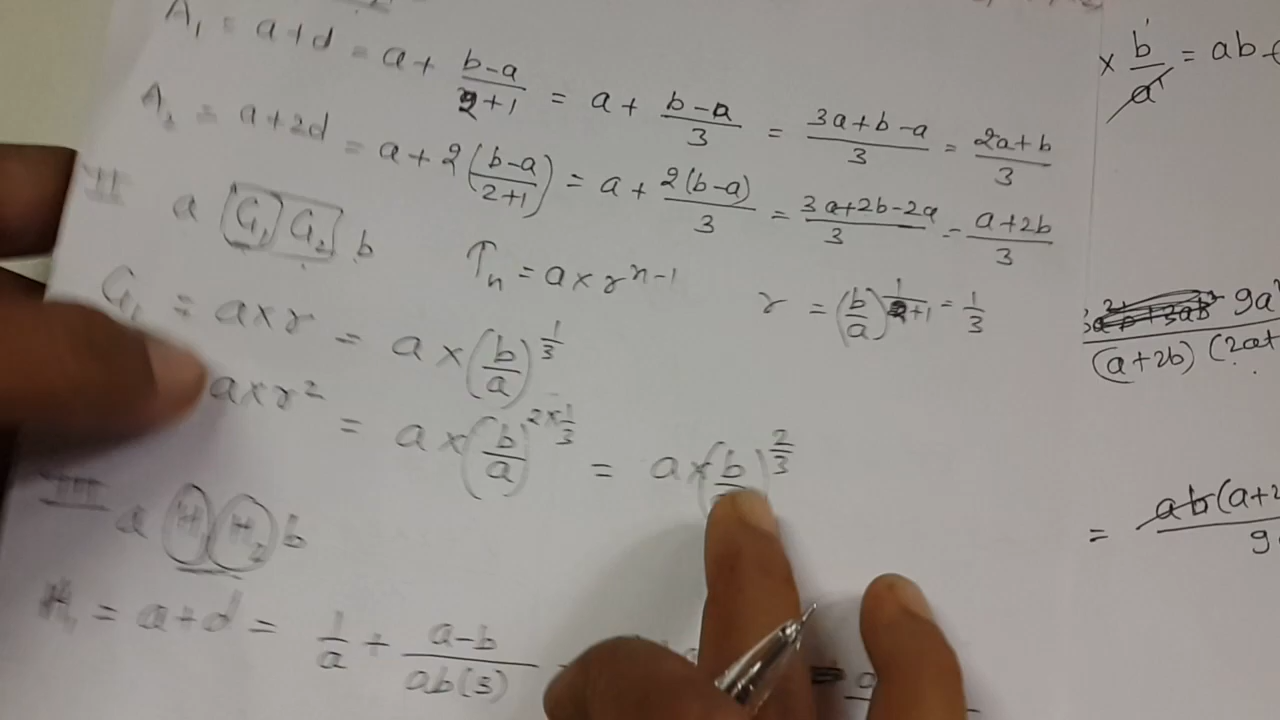 A₁ = a+d = a + (b-a)/(2+1) = a + (b-a)/3 = (3a+b-a)/3 = (2a+b)/3
A₂ = a+2d = a + 2((b-a)/(2+1)) = a + 2(b-a)/3 = (3a+2b-2a)/3 = (a+2b)/3
II a G₁ G₂ b Tₙ = a×r^(n-1)
r = (b/a)^(1/(2+1)) = 1/3
G₁ = a×r = a×(b/a)^(1/3)
a×r² = a×(b/a)^(2×1/3) = a×(b)^(2/3)
III a H₁ H₂ b
H₁ = a+d = 1/a + (a-b)/(ab(3))
× b/a = ab
9a
(a+2b)(2a+
= ab(a+2
9